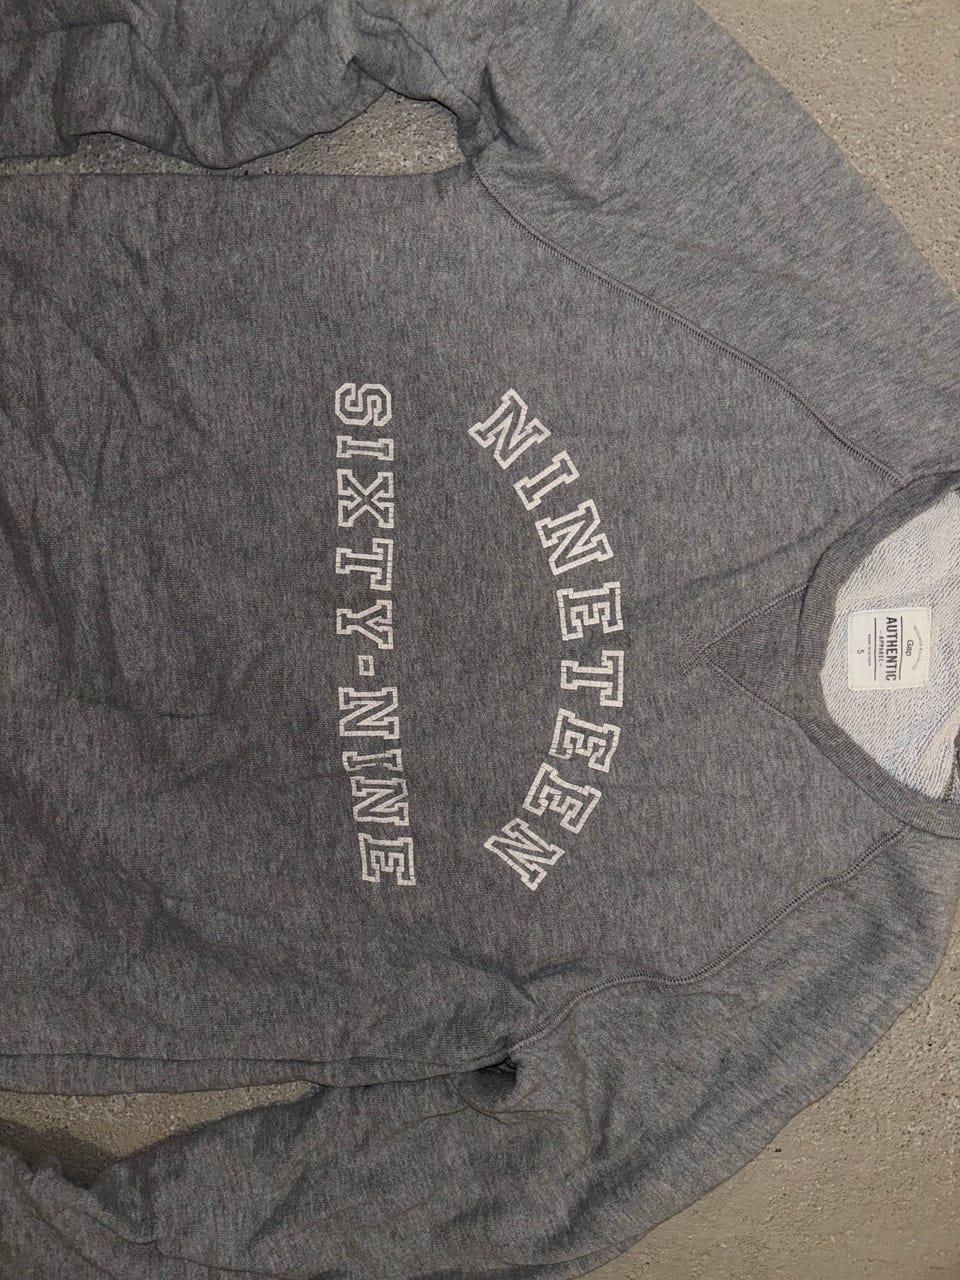 NINETEEN
SIXTY-NINE
Gap
AUTHENTIC
APPAREL
S